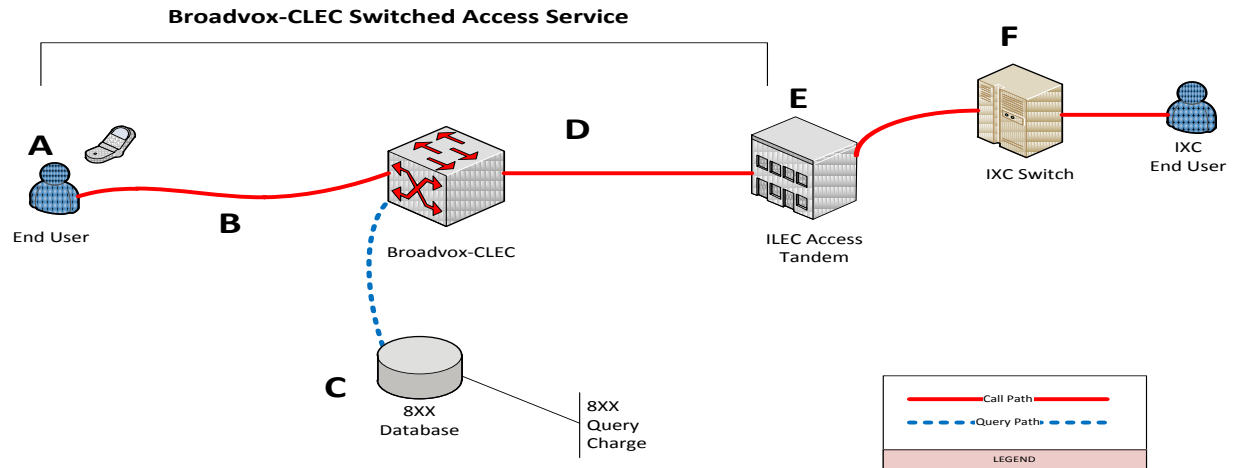 Broadvox-CLEC Switched Access Service
F
E
A
D
IXC
End User
IXC Switch
B
End User
ILEC Access
Tandem
Broadvox-CLEC
C
8XX
Database
8XX
Query
Charge
Call Path
Query Path
LEGEND